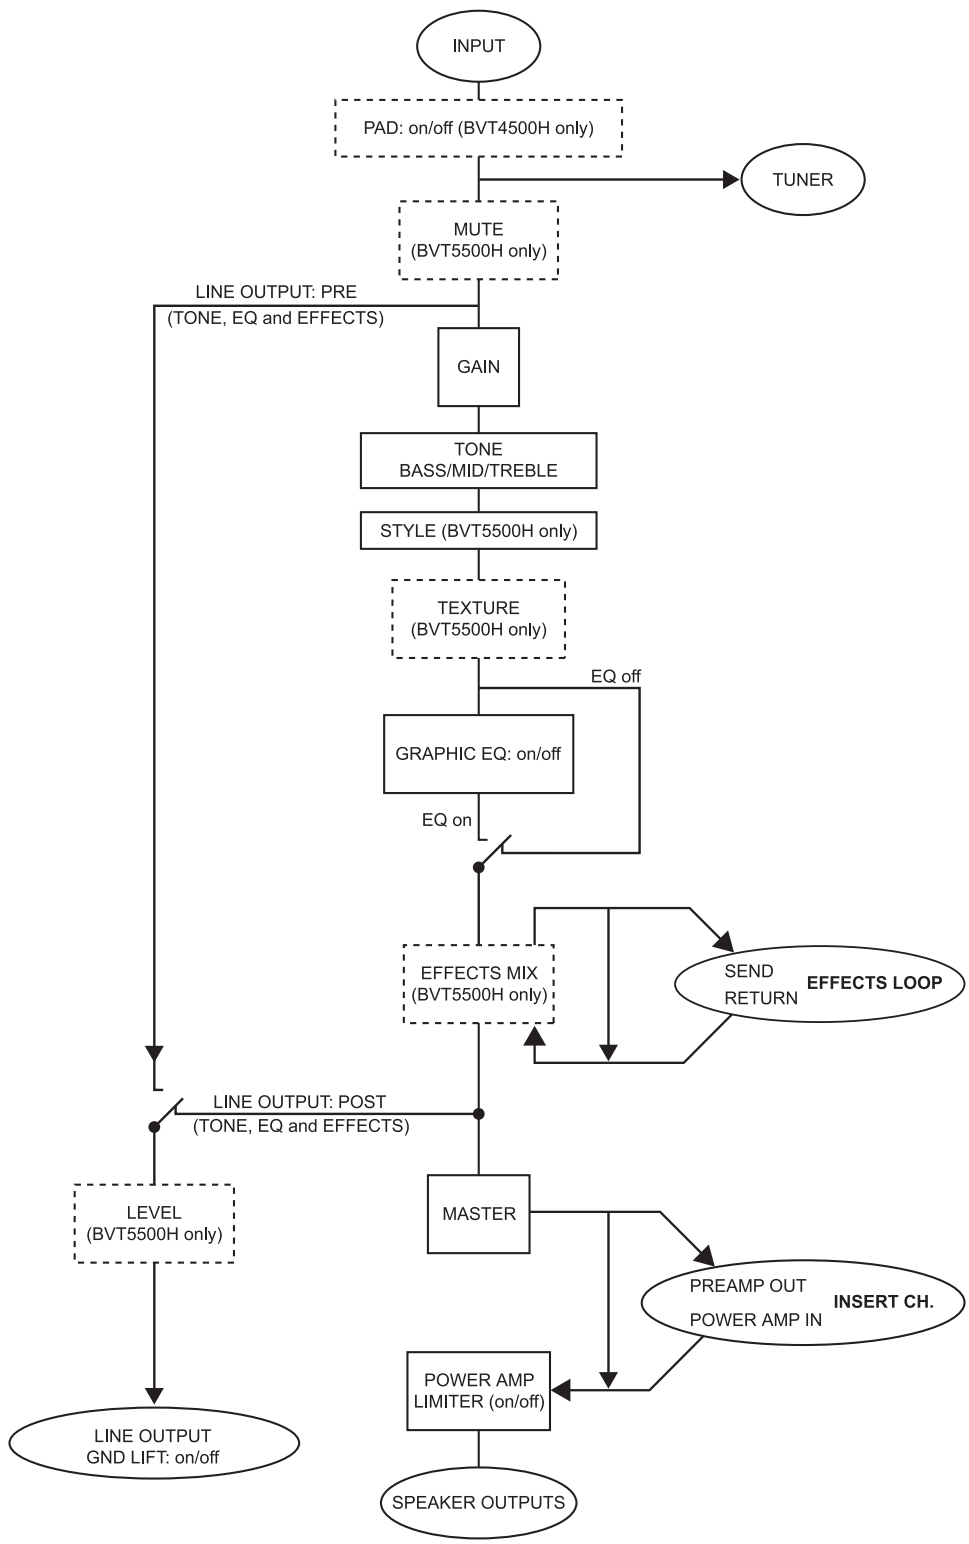 INPUT
PAD: on/off (BVT4500H only)
TUNER
MUTE
(BVT5500H only)
LINE OUTPUT: PRE
(TONE, EQ and EFFECTS)
GAIN
TONE
BASS/MID/TREBLE
STYLE (BVT5500H only)
TEXTURE
(BVT5500H only)
EQ off
GRAPHIC EQ: on/off
EQ on
EFFECTS MIX
(BVT5500H only)
SEND
RETURN
EFFECTS LOOP
LINE OUTPUT: POST
(TONE, EQ and EFFECTS)
LEVEL
(BVT5500H only)
MASTER
PREAMP OUT
POWER AMP IN
INSERT CH.
POWER AMP
LIMITER (on/off)
LINE OUTPUT
GND LIFT: on/off
SPEAKER OUTPUTS